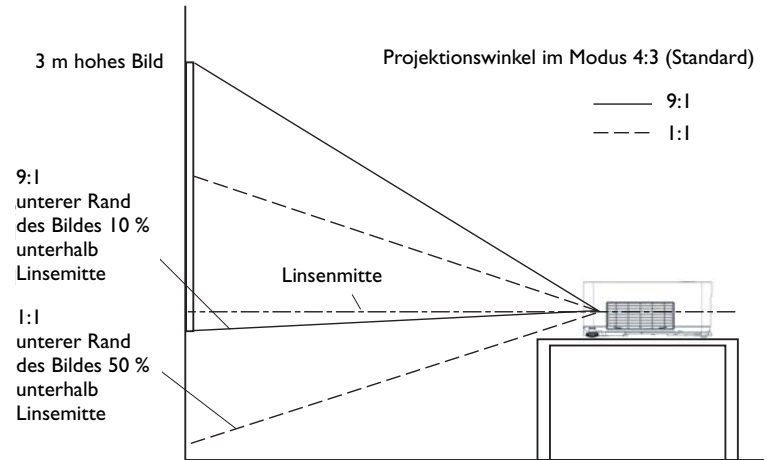 3 m hohes Bild
Projektionswinkel im Modus 4:3 (Standard)
9:1
1:1
9:1
unterer Rand
des Bildes 10 %
unterhalb
Linsemitte
Linsenmitte
1:1
unterer Rand
des Bildes 50 %
unterhalb
Linsemitte